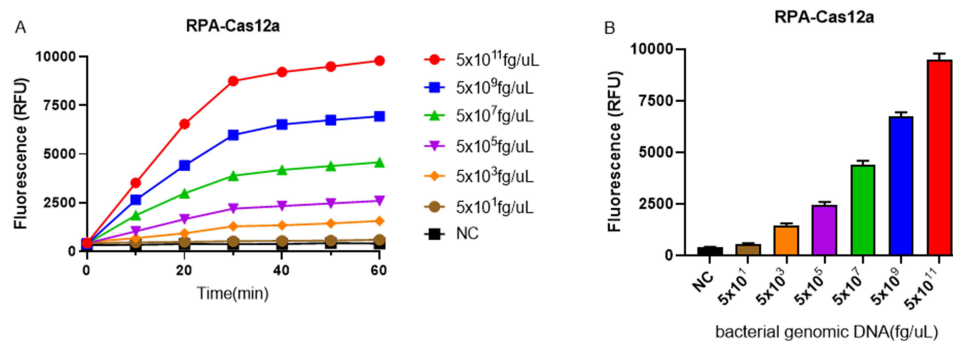 A
RPA-Cas12a
Fluorescence (RFU)
10000
7500
5000
2500
0
0
20
40
60
Time(min)
5x10¹¹fg/uL
5x10⁹fg/uL
5x10⁷fg/uL
5x10⁵fg/uL
5x10³fg/uL
5x10¹fg/uL
NC
B
RPA-Cas12a
Fluorescence (RFU)
10000
7500
5000
2500
0
NC
5x10¹
5x10³
5x10⁵
5x10⁷
5x10⁹
5x10¹¹
bacterial genomic DNA(fg/uL)